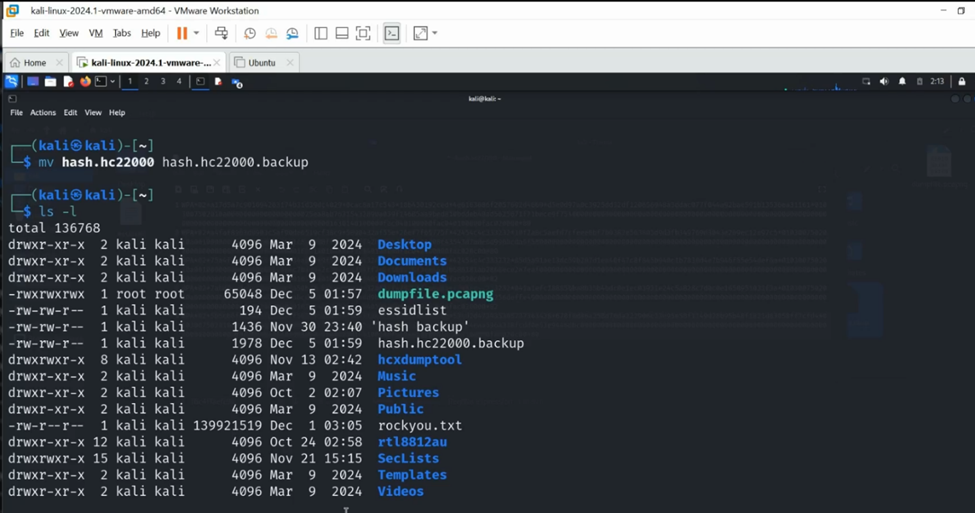 kali-linux-2024.1-vmware-amd64 - VMware Workstation
File Edit View VM Tabs Help
Home kali-linux-2024.1-vmware-... Ubuntu
1 2 3 4 2:13
kali@kali: ~
File Actions Edit View Help
┌──(kali㉿kali)-[~]
└─$ mv hash.hc22000 hash.hc22000.backup
┌──(kali㉿kali)-[~]
└─$ ls -l
total 136768
drwxr-xr-x 2 kali kali 4096 Mar 9 2024 Desktop
drwxr-xr-x 2 kali kali 4096 Mar 9 2024 Documents
drwxr-xr-x 2 kali kali 4096 Mar 9 2024 Downloads
-rwxrwxrwx 1 root root 65048 Dec 5 01:57 dumpfile.pcapng
-rw-rw-r-- 1 kali kali 194 Dec 5 01:59 essidlist
-rw-rw-r-- 1 kali kali 1436 Nov 30 23:40 'hash backup'
-rw-rw-r-- 1 kali kali 1978 Dec 5 01:59 hash.hc22000.backup
drwxrwxr-x 8 kali kali 4096 Nov 13 02:42 hcxdumptool
drwxr-xr-x 2 kali kali 4096 Mar 9 2024 Music
drwxr-xr-x 2 kali kali 4096 Oct 2 02:07 Pictures
drwxr-xr-x 2 kali kali 4096 Mar 9 2024 Public
-rw-r--r-- 1 kali kali 139921519 Dec 1 03:05 rockyou.txt
drwxrwxr-x 12 kali kali 4096 Oct 24 02:58 rtl8812au
drwxrwxr-x 15 kali kali 4096 Nov 21 15:15 SecLists
drwxr-xr-x 2 kali kali 4096 Mar 9 2024 Templates
drwxr-xr-x 2 kali kali 4096 Mar 9 2024 Videos